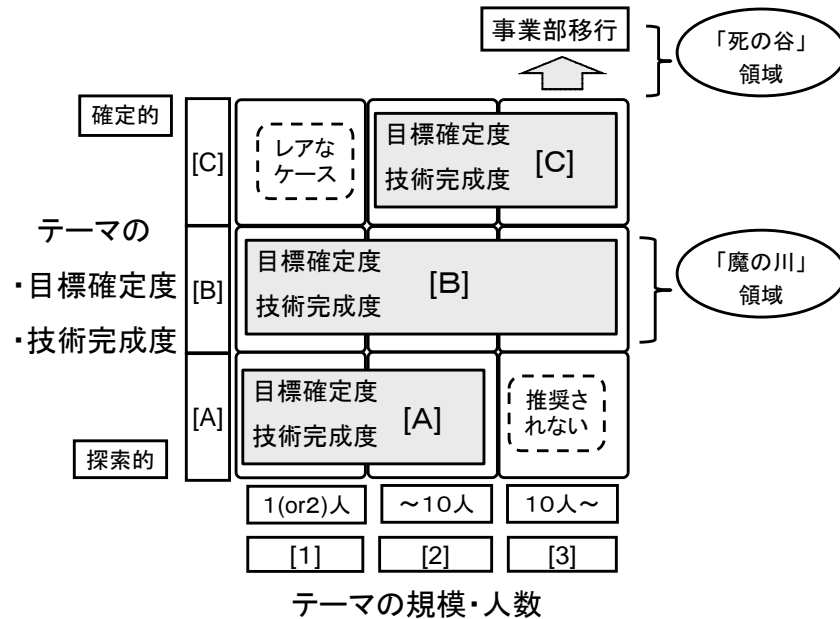 事業部移行
「死の谷」
領域
確定的
[C]
レアな
ケース
目標確定度
技術完成度
[C]
テーマの
・目標確定度
・技術完成度
[B]
目標確定度
技術完成度
[B]
「魔の川」
領域
[A]
目標確定度
技術完成度
[A]
推奨さ
れない
探索的
1(or2)人
～10人
10人～
[1]
[2]
[3]
テーマの規模・人数